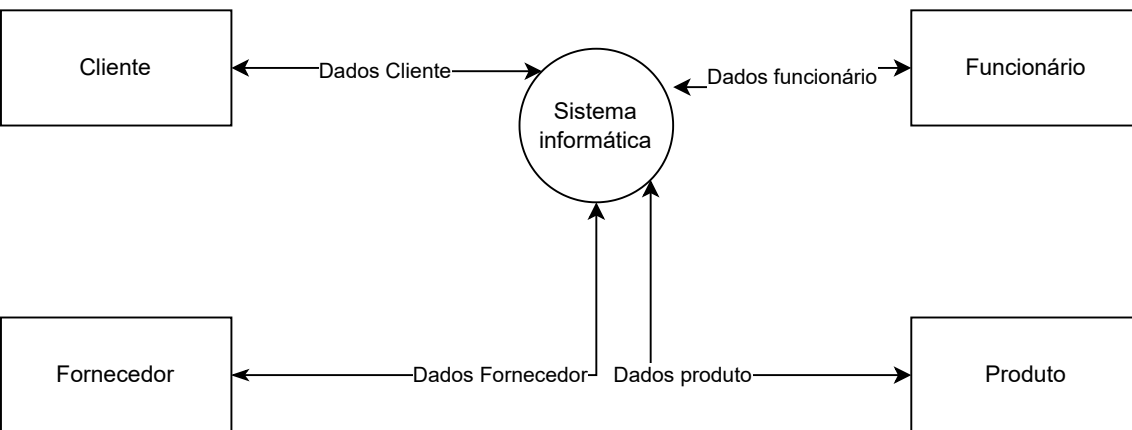 Cliente
Dados Cliente
Sistema
informática
Dados funcionário
Funcionário
Fornecedor
Dados Fornecedor
Dados produto
Produto